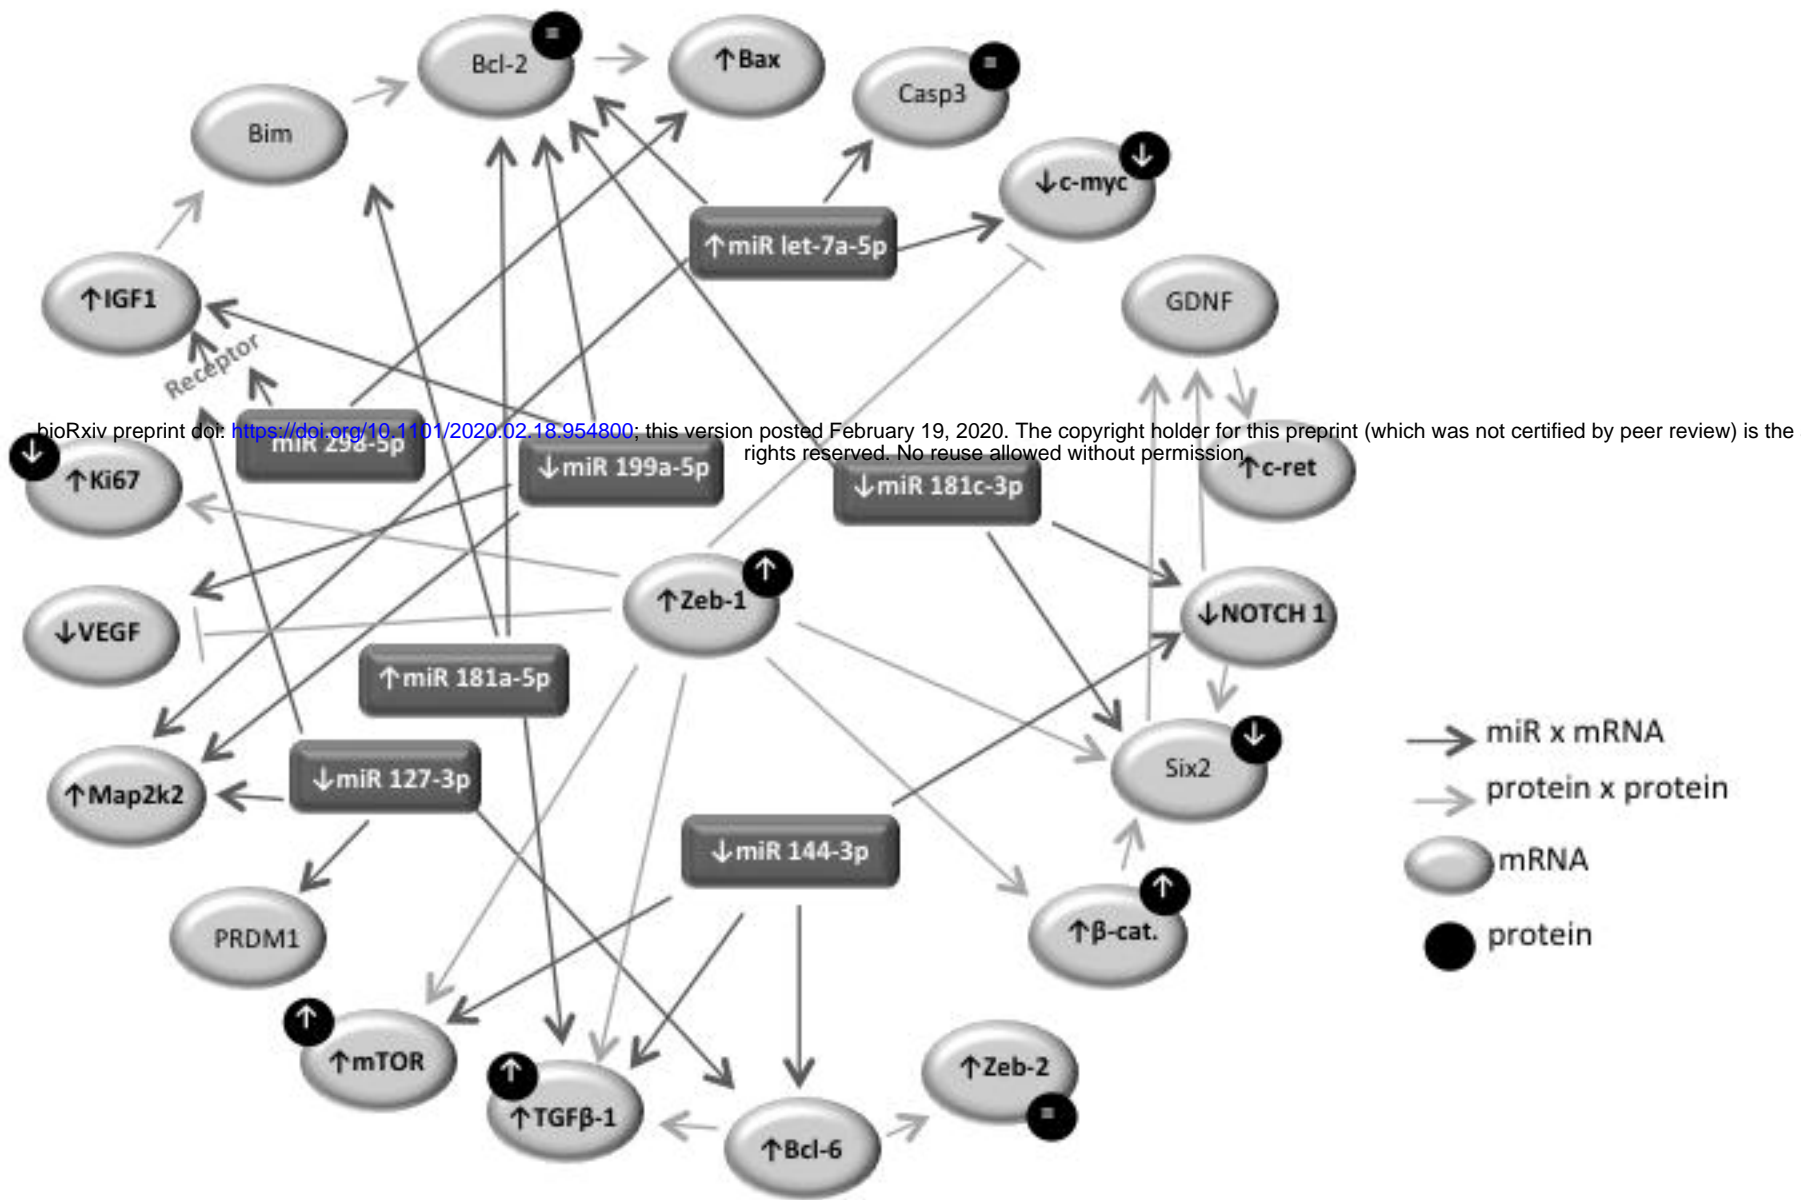 Bcl-2
=
↑Bax
Casp3
=
Bim
↓c-myc
↓
↑miR let-7a-5p
↑IGF1
GDNF
Receptor
bioRxiv preprint doi: https://doi.org/10.1101/2020.02.18.954800; this version posted February 19, 2020. The copyright holder for this preprint (which was not certified by peer review) is the
rights reserved. No reuse allowed without permission.
miR 298-5p
↓
↑Ki67
↓miR 199a-5p
↓miR 181c-3p
↑c-ret
↑Zeb-1
↑
↓VEGF
↓NOTCH 1
↑miR 181a-5p
Six2
↓
↑Map2k2
↓miR 127-3p
↓miR 144-3p
PRDM1
↑β-cat.
↑
↑
↑mTOR
↑
↑TGFβ-1
↑Bcl-6
↑Zeb-2
=
miR x mRNA
protein x protein
mRNA
protein